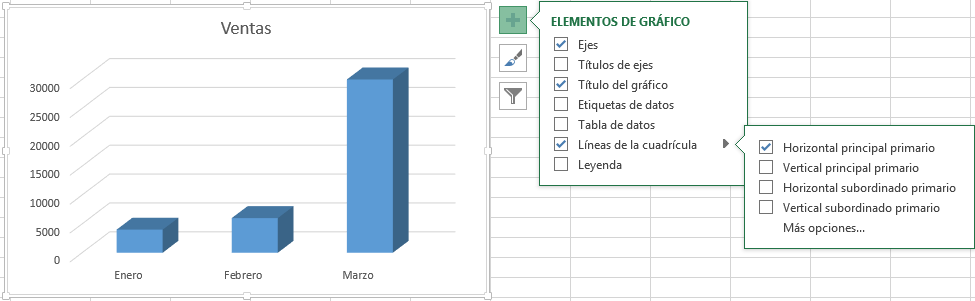 Ventas
30000
25000
20000
15000
10000
5000
0
Enero
Febrero
Marzo
ELEMENTOS DE GRÁFICO
Ejes
Títulos de ejes
Título del gráfico
Etiquetas de datos
Tabla de datos
Líneas de la cuadrícula
Leyenda
Horizontal principal primario
Vertical principal primario
Horizontal subordinado primario
Vertical subordinado primario
Más opciones...